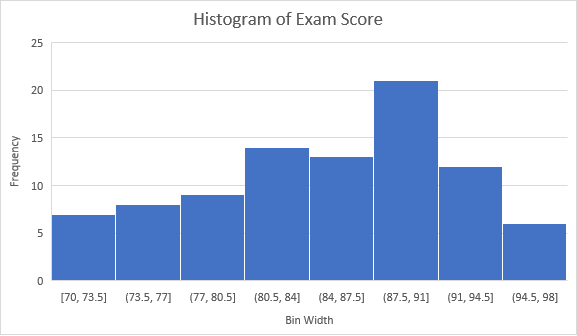 Histogram of Exam Score
25
20
15
10
5
0
Frequency
[70, 73.5] (73.5, 77] (77, 80.5] (80.5, 84] (84, 87.5] (87.5, 91] (91, 94.5] (94.5, 98]
Bin Width